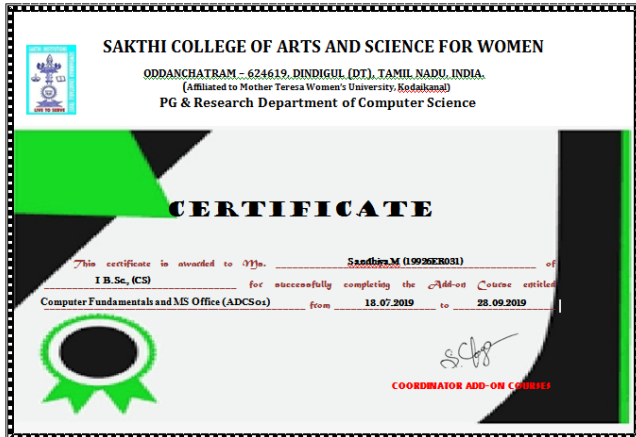 SAKTHI COLLEGE OF ARTS AND SCIENCE FOR WOMEN
ODDANCHATRAM – 624619, DINDIGUL (DT), TAMIL NADU, INDIA.
(Affiliated to Mother Teresa Women's University, Kodaikanal)
PG & Research Department of Computer Science
LIVE TO SERVE
CERTIFICATE
This certificate is awarded to Ms. Sandhiya.M (19926ER031) of
I B.Sc., (CS) for successfully completing the Add-on Course entitled
Computer Fundamentals and MS Office (ADCS01) from 18.07.2019 to 28.09.2019
COORDINATOR ADD-ON COURSES